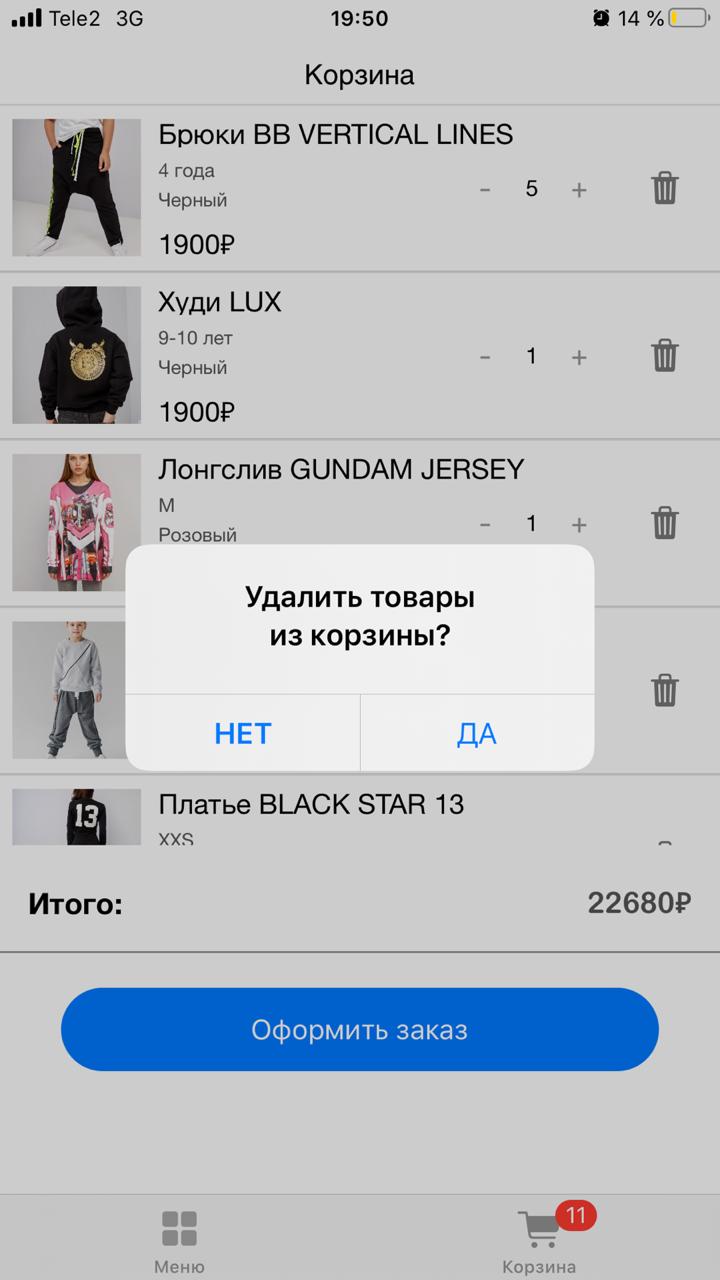 Tele2 3G 19:50 14 %
Корзина
Брюки BB VERTICAL LINES
4 года
Черный
- 5 +
1900₽
Худи LUX
9-10 лет
Черный
- 1 +
1900₽
Лонгслив GUNDAM JERSEY
M
Розовый
- 1 +
Удалить товары
из корзины?
НЕТ ДА
13
Платье BLACK STAR 13
XXS
Итого: 22680₽
Оформить заказ
11
Меню Корзина